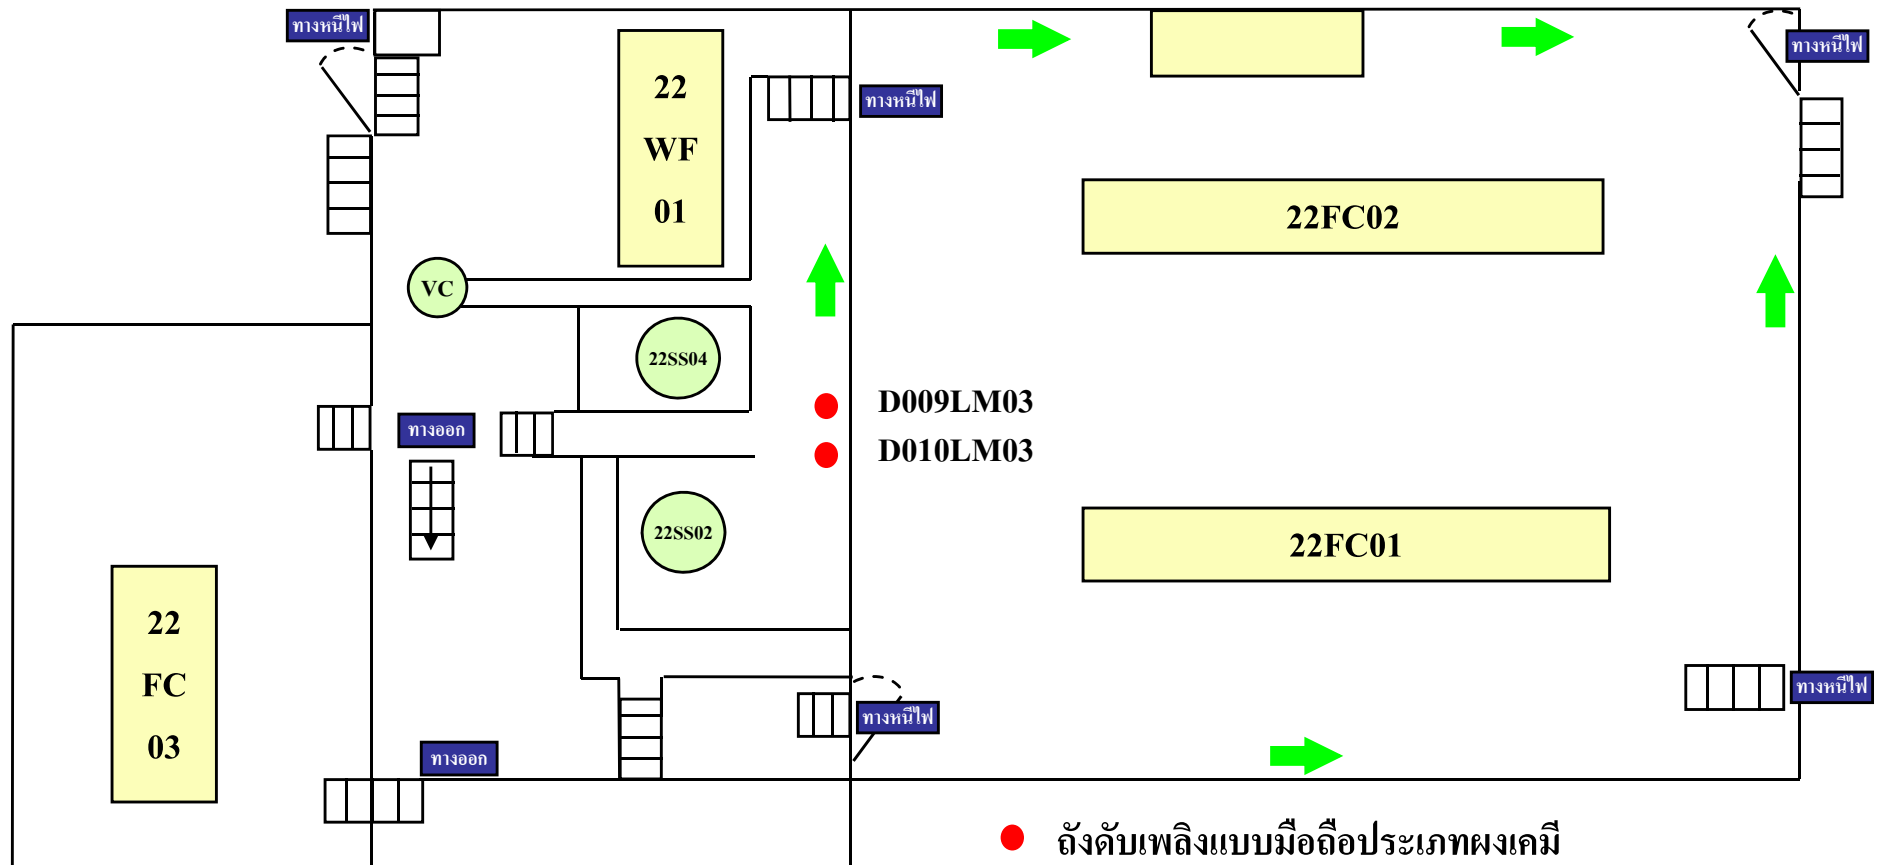 ทางหนีไฟ
ทางหนีไฟ
22
WF
01
ทางหนีไฟ
22FC02
VC
22SS04
D009LM03
ทางออก
D010LM03
22SS02
22FC01
22
FC
03
ทางหนีไฟ
ทางหนีไฟ
ทางออก
ถังดับเพลิงแบบมือถือประเภทผงเคมี